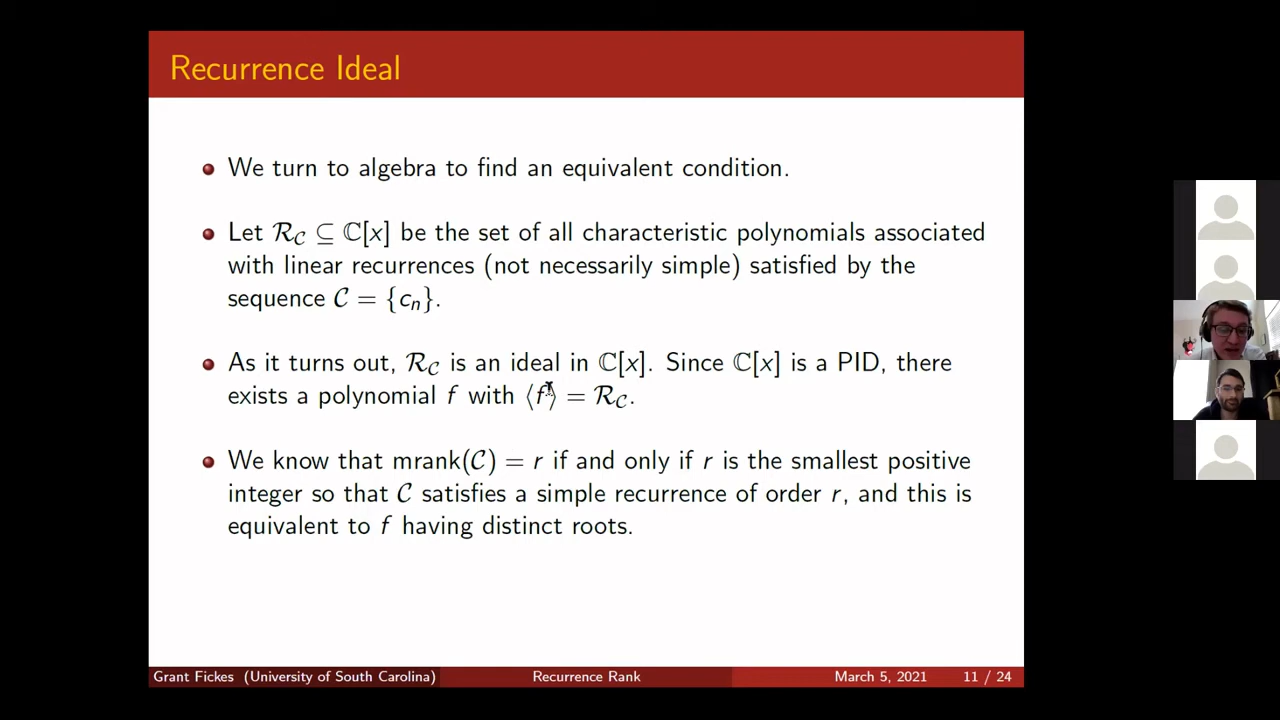 Recurrence Ideal
We turn to algebra to find an equivalent condition.
Let ℛ𝒞 ⊆ ℂ[x] be the set of all characteristic polynomials associated
with linear recurrences (not necessarily simple) satisfied by the
sequence 𝒞 = {cₙ}.
As it turns out, ℛ𝒞 is an ideal in ℂ[x]. Since ℂ[x] is a PID, there
exists a polynomial f with ⟨f⟩ = ℛ𝒞.
We know that mrank(𝒞) = r if and only if r is the smallest positive
integer so that 𝒞 satisfies a simple recurrence of order r, and this is
equivalent to f having distinct roots.
Grant Fickes (University of South Carolina) Recurrence Rank March 5, 2021 11 / 24